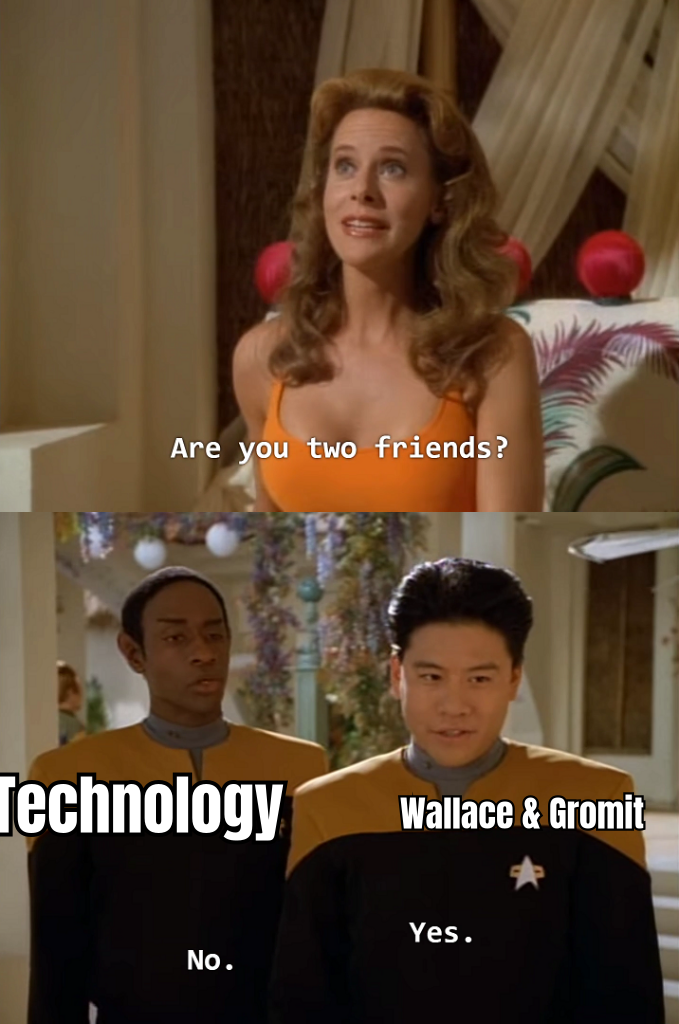 Are you two friends?
Technology
Wallace & Gromit
Yes.
No.